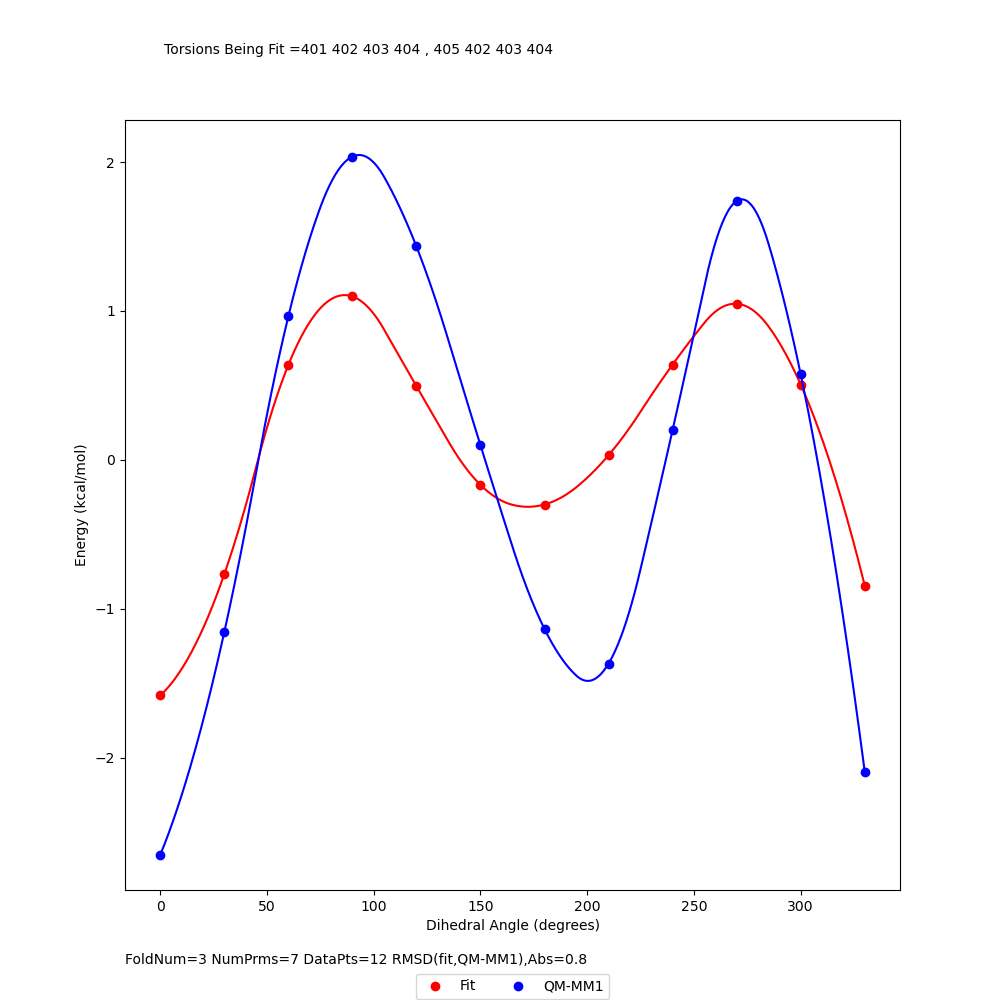 Torsions Being Fit =401 402 403 404 , 405 402 403 404
2
1
0
−1
−2
Energy (kcal/mol)
0 50 100 150 200 250 300
Dihedral Angle (degrees)
FoldNum=3 NumPrms=7 DataPts=12 RMSD(fit,QM-MM1),Abs=0.8
Fit QM-MM1